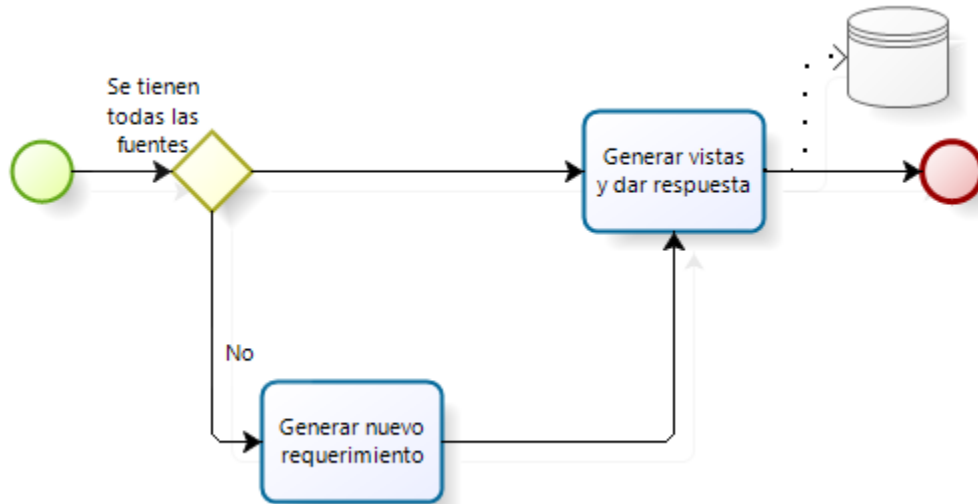 Se tienen
todas las
fuentes
Generar vistas
y dar respuesta
No
Generar nuevo
requerimiento